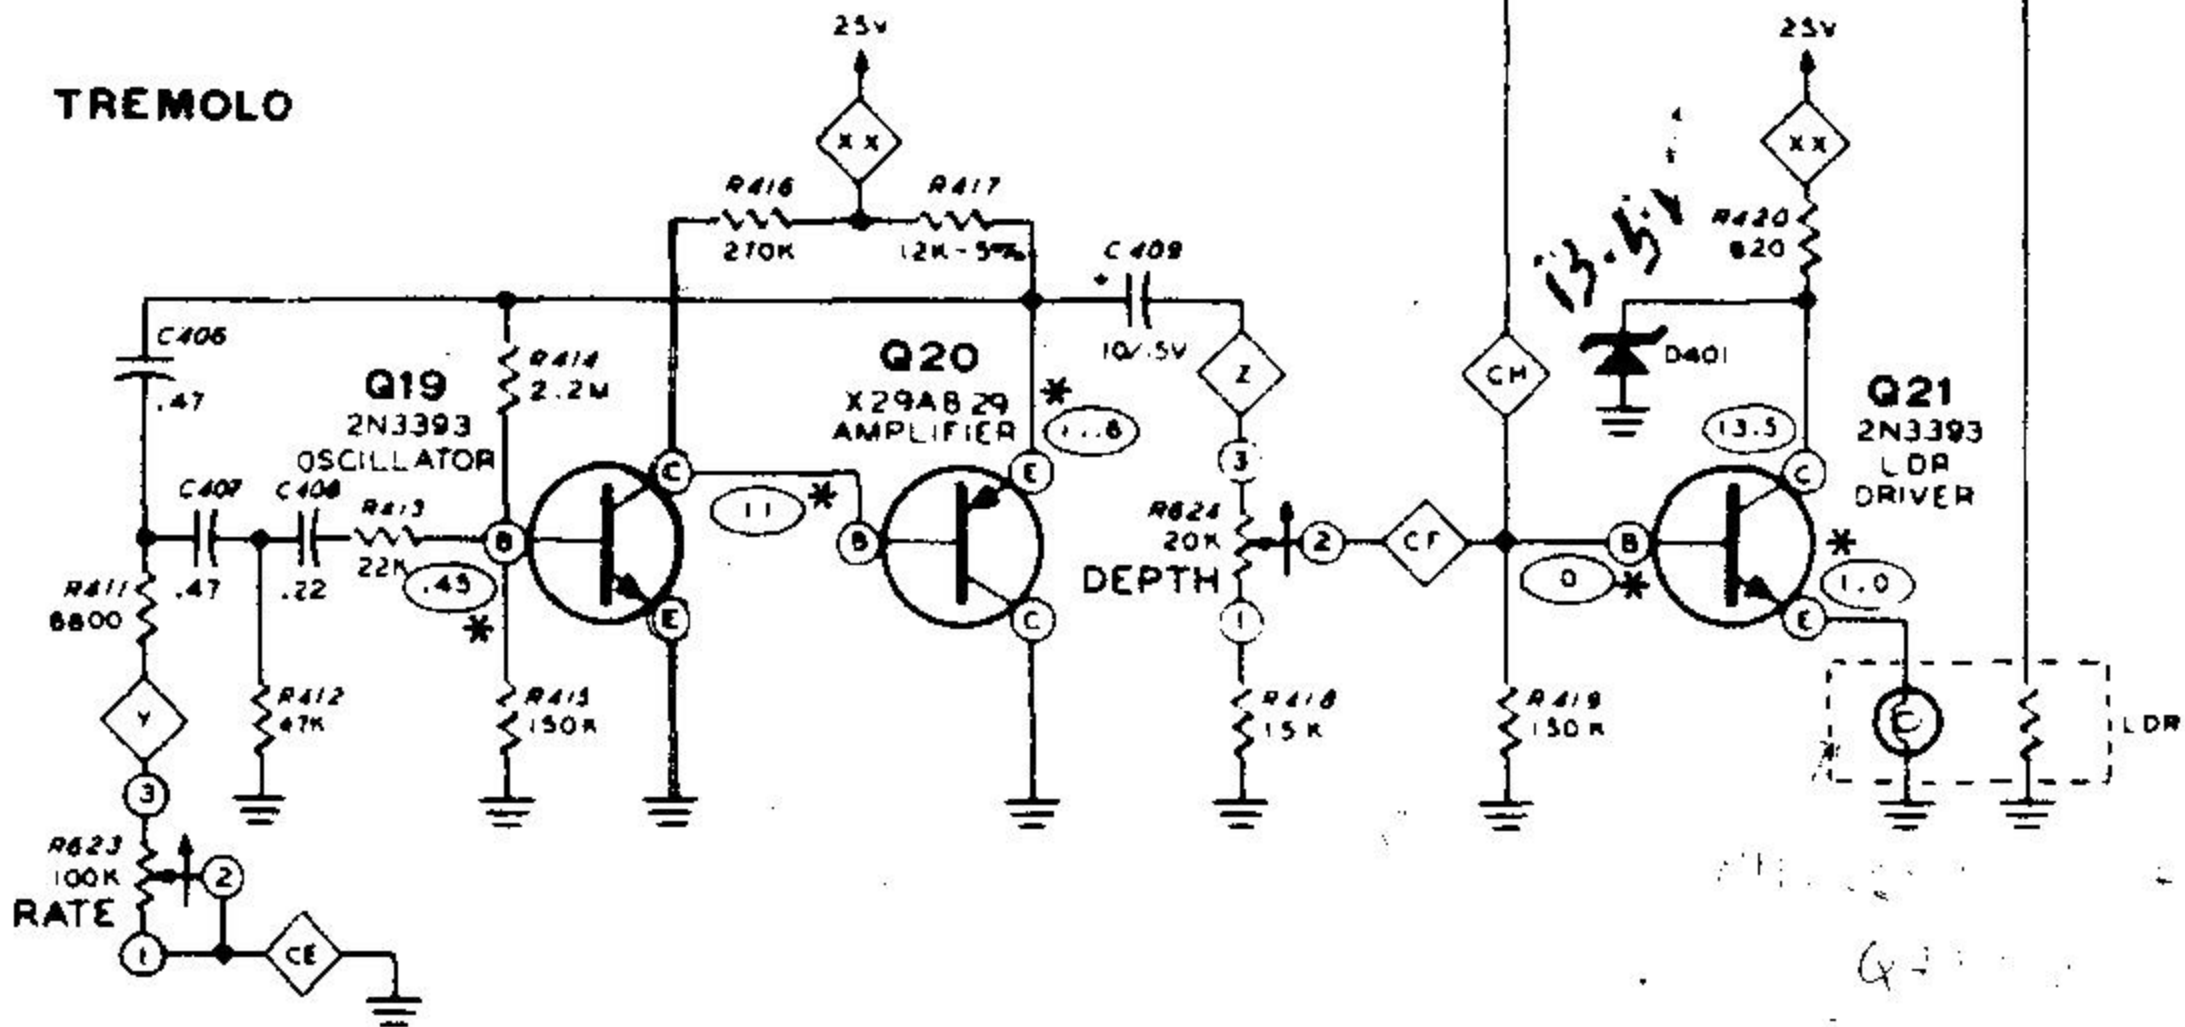 TREMOLO
25V
XX
R416
270K
R417
12K-5%
C406
.47
R414
2.2M
Q19
2N3393
OSCILLATOR
C407
.47
C408
.22
R413
22K
.45
*
B
C
E
11
*
Q20
X29A829
AMPLIFIER
*
E
B
C
C409
+
Z
3
R624
20K
DEPTH
2
1
R418
15K
CF
CH
0
*
R419
150K
25V
XX
R420
820
13.5V
D401
13.5
Q21
2N3393
LDR
DRIVER
B
C
E
*
1.0
LDR
R411
6800
Y
3
R623
100K
RATE
2
1
CE
R412
47K
R415
150K